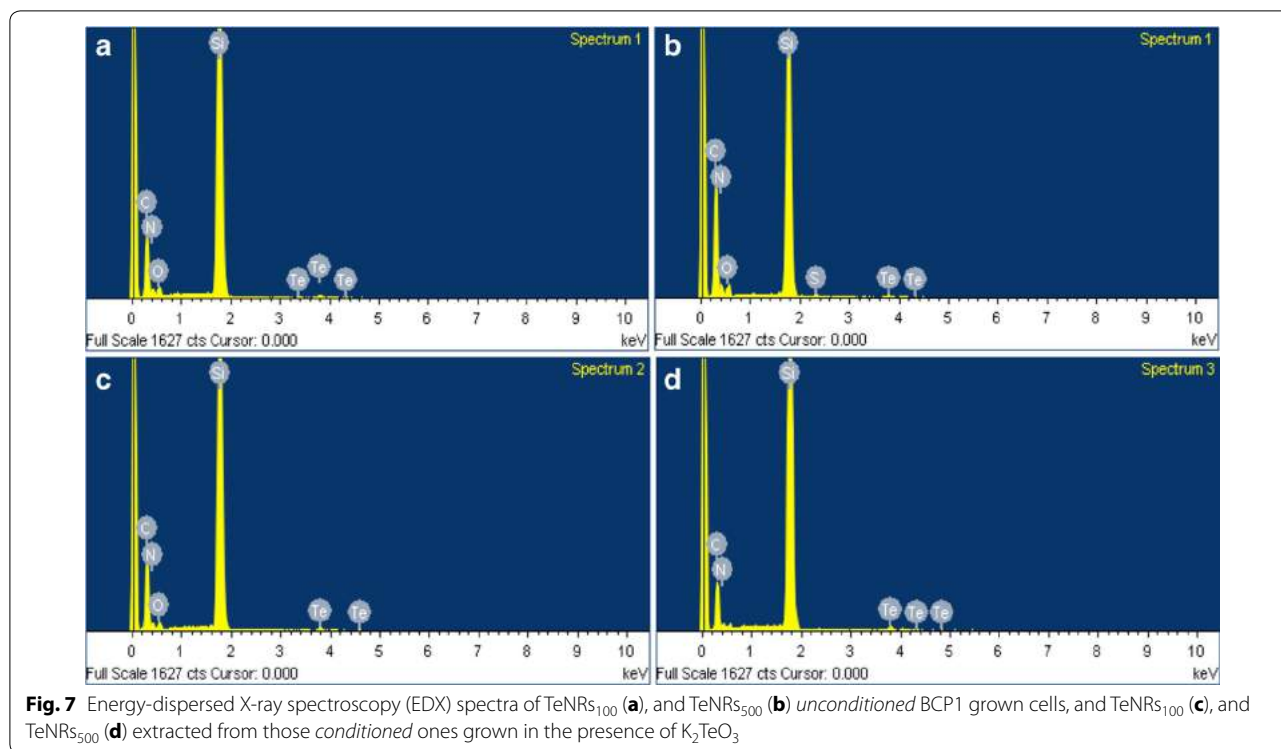 a
Spectrum 1
Si
C
N
O
Te
Te
Te
0 1 2 3 4 5 6 7 8 9 10
Full Scale 1627 cts Cursor: 0.000
keV
b
Spectrum 1
Si
C
N
O
S
Te
Te
0 1 2 3 4 5 6 7 8 9 10
Full Scale 1627 cts Cursor: 0.000
keV
c
Spectrum 2
Si
C
N
O
Te
Te
0 1 2 3 4 5 6 7 8 9 10
Full Scale 1627 cts Cursor: 0.000
keV
d
Spectrum 3
Si
C
N
Te
Te
Te
0 1 2 3 4 5 6 7 8 9 10
Full Scale 1627 cts Cursor: 0.000
keV
Fig. 7 Energy-dispersed X-ray spectroscopy (EDX) spectra of TeNRs₁₀₀ (a), and TeNRs₅₀₀ (b) unconditioned BCP1 grown cells, and TeNRs₁₀₀ (c), and
TeNRs₅₀₀ (d) extracted from those conditioned ones grown in the presence of K₂TeO₃